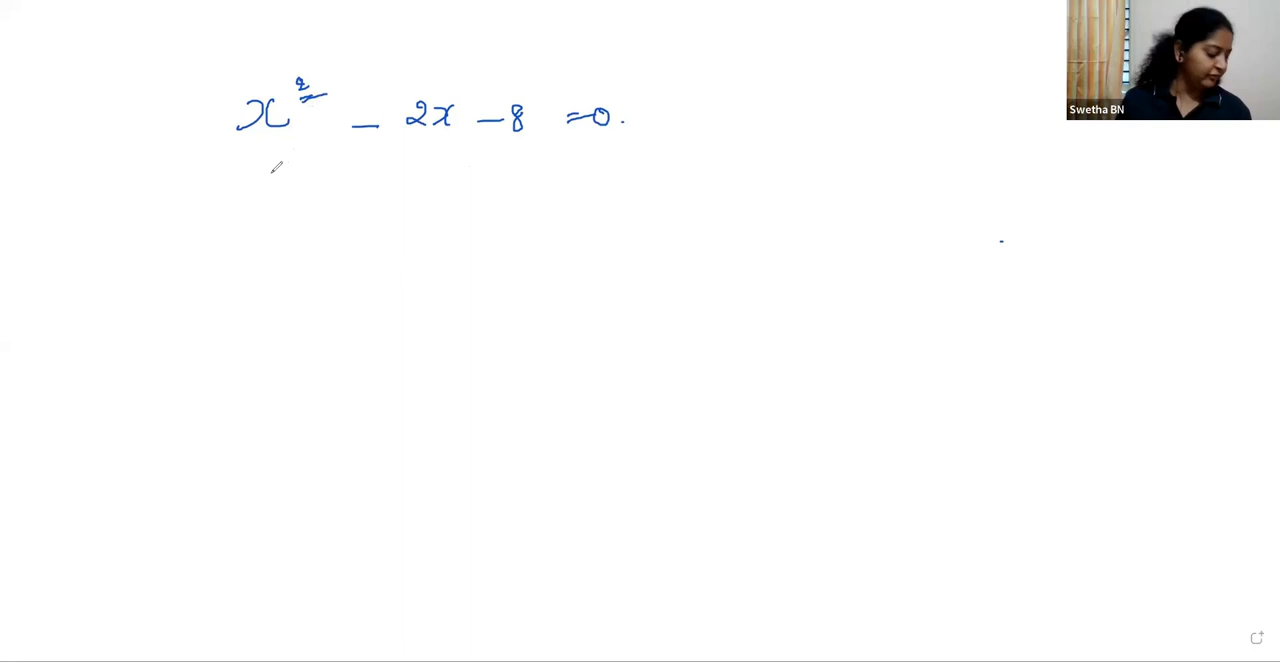 x² - 2x - 8 = 0.
Swetha BN